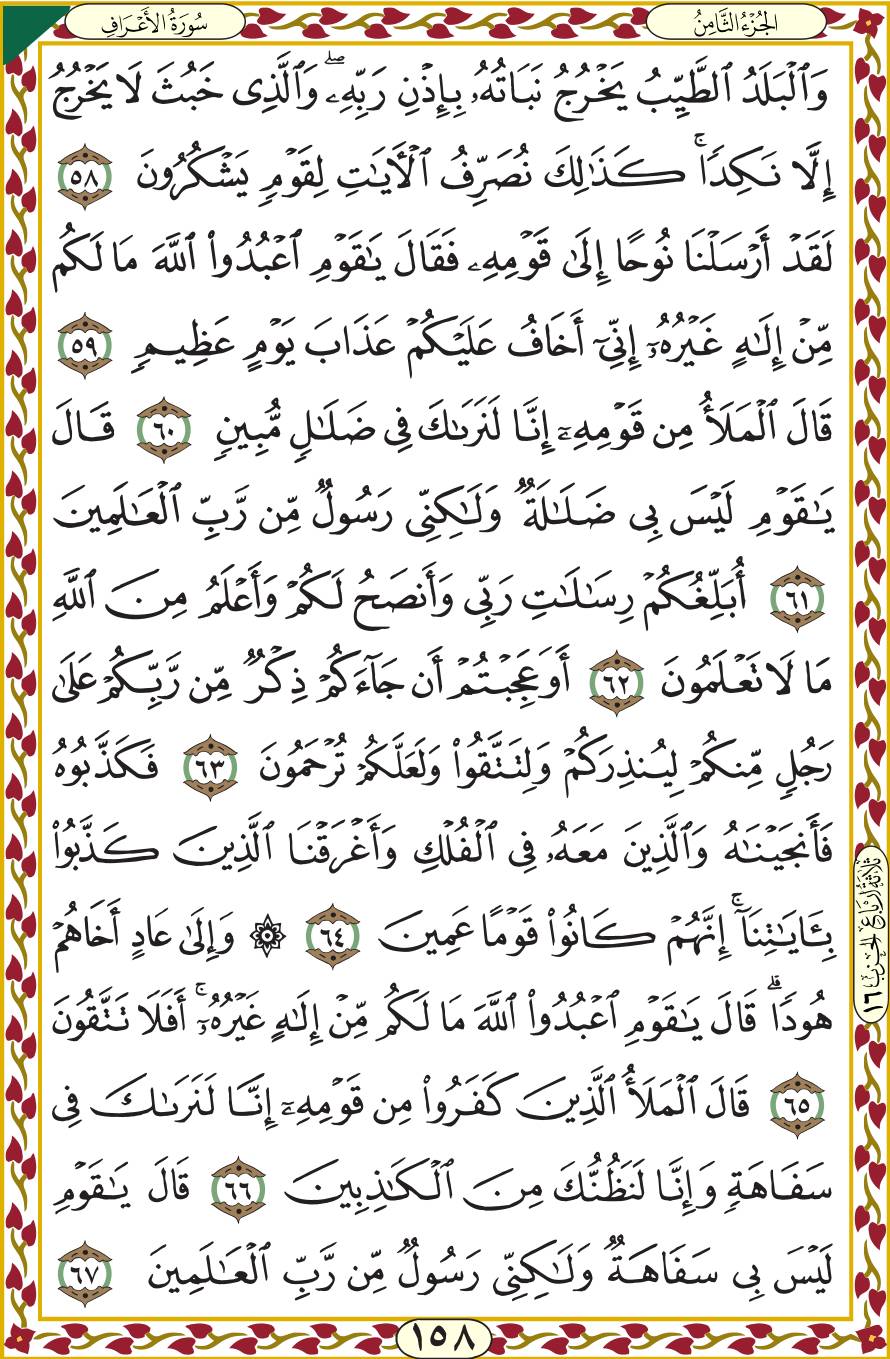 سُورَةُ الأَعْرَافِ
الجُزْءُ الثَّامِنُ
وَٱلْبَلَدُ ٱلطَّيِّبُ يَخْرُجُ نَبَاتُهُۥ بِإِذْنِ رَبِّهِۦۖ وَٱلَّذِى خَبُثَ لَا يَخْرُجُ
إِلَّا نَكِدًاۚ كَذَٰلِكَ نُصَرِّفُ ٱلْأَيَٰتِ لِقَوْمٍ يَشْكُرُونَ ٥٨
لَقَدْ أَرْسَلْنَا نُوحًا إِلَىٰ قَوْمِهِۦ فَقَالَ يَٰقَوْمِ ٱعْبُدُوا۟ ٱللَّهَ مَا لَكُم
مِّنْ إِلَٰهٍ غَيْرُهُۥٓ إِنِّىٓ أَخَافُ عَلَيْكُمْ عَذَابَ يَوْمٍ عَظِيمٍ ٥٩
قَالَ ٱلْمَلَأُ مِن قَوْمِهِۦٓ إِنَّا لَنَرَىٰكَ فِى ضَلَٰلٍ مُّبِينٍ ٦٠ قَالَ
يَٰقَوْمِ لَيْسَ بِى ضَلَٰلَةٌ وَلَٰكِنِّى رَسُولٌ مِّن رَّبِّ ٱلْعَٰلَمِينَ
٦١ أُبَلِّغُكُمْ رِسَٰلَٰتِ رَبِّى وَأَنصَحُ لَكُمْ وَأَعْلَمُ مِنَ ٱللَّهِ
مَا لَا تَعْلَمُونَ ٦٢ أَوَعَجِبْتُمْ أَن جَآءَكُمْ ذِكْرٌ مِّن رَّبِّكُمْ عَلَىٰ
رَجُلٍ مِّنكُمْ لِيُنذِرَكُمْ وَلِتَتَّقُوا۟ وَلَعَلَّكُمْ تُرْحَمُونَ ٦٣ فَكَذَّبُوهُ
فَأَنجَيْنَٰهُ وَٱلَّذِينَ مَعَهُۥ فِى ٱلْفُلْكِ وَأَغْرَقْنَا ٱلَّذِينَ كَذَّبُوا۟
بِـَٔايَٰتِنَآۚ إِنَّهُمْ كَانُوا۟ قَوْمًا عَمِينَ ٦٤ ۞ وَإِلَىٰ عَادٍ أَخَاهُمْ
هُودًاۗ قَالَ يَٰقَوْمِ ٱعْبُدُوا۟ ٱللَّهَ مَا لَكُم مِّنْ إِلَٰهٍ غَيْرُهُۥٓۚ أَفَلَا تَتَّقُونَ
٦٥ قَالَ ٱلْمَلَأُ ٱلَّذِينَ كَفَرُوا۟ مِن قَوْمِهِۦٓ إِنَّا لَنَرَىٰكَ فِى
سَفَاهَةٍ وَإِنَّا لَنَظُنُّكَ مِنَ ٱلْكَٰذِبِينَ ٦٦ قَالَ يَٰقَوْمِ
لَيْسَ بِى سَفَاهَةٌ وَلَٰكِنِّى رَسُولٌ مِّن رَّبِّ ٱلْعَٰلَمِينَ ٦٧
ثَلاثَةُ أَرْبَاعِ الحِزْبِ ١٦
١٥٨